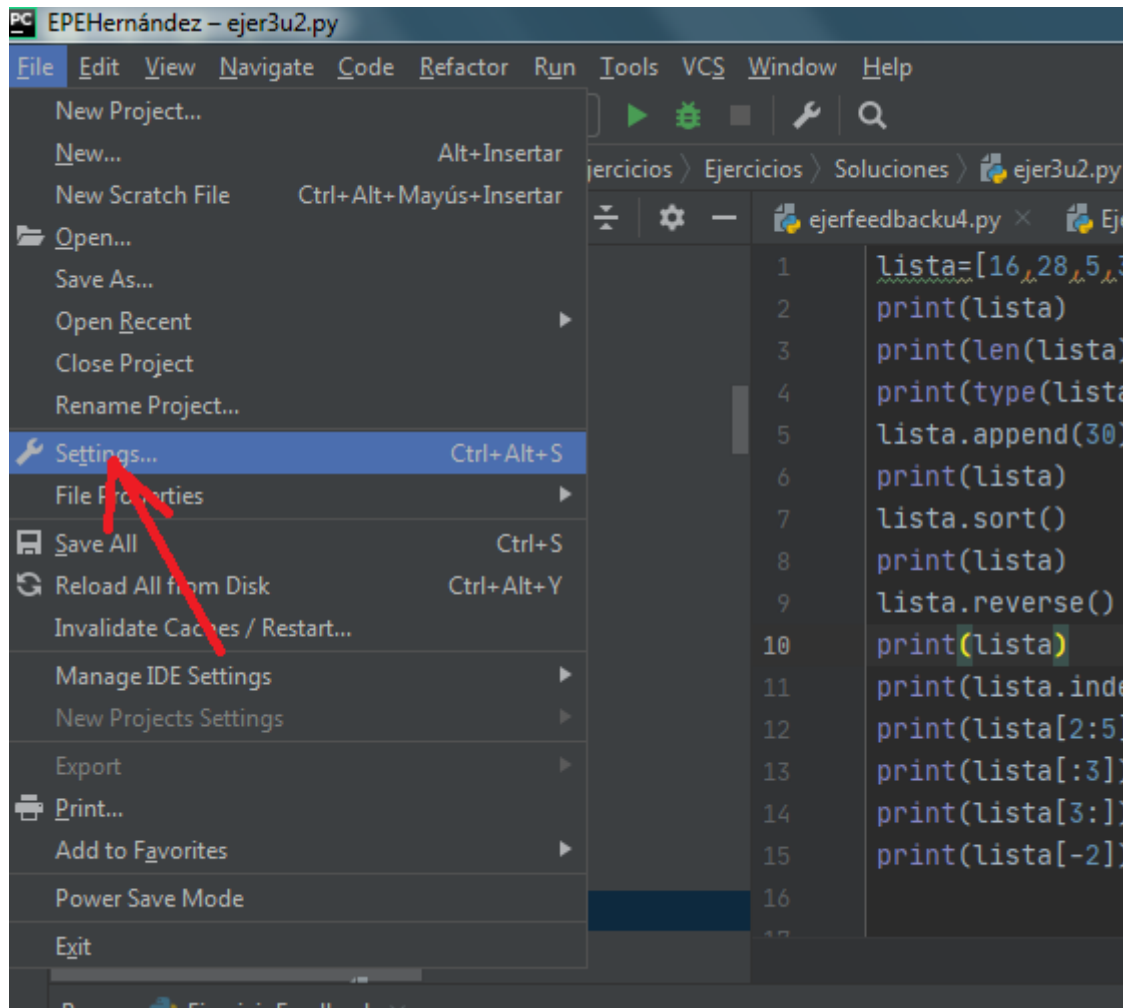 PC EPEHernández – ejer3u2.py
File Edit View Navigate Code Refactor Run Tools VCS Window Help
New Project...
New... Alt+Insertar
New Scratch File Ctrl+Alt+Mayús+Insertar
Open...
Save As...
Open Recent
Close Project
Rename Project...
Settings... Ctrl+Alt+S
File Properties
Save All Ctrl+S
Reload All from Disk Ctrl+Alt+Y
Invalidate Caches / Restart...
Manage IDE Settings
New Projects Settings
Export
Print...
Add to Favorites
Power Save Mode
Exit
jercicios 〉 Ejercicios 〉 Soluciones 〉 ejer3u2.py
ejerfeedbacku4.py × Eje
1 lista=[16,28,5,3
2 print(lista)
3 print(len(lista)
4 print(type(lista
5 lista.append(30)
6 print(lista)
7 lista.sort()
8 print(lista)
9 lista.reverse()
10 print(lista)
11 print(lista.inde
12 print(lista[2:5]
13 print(lista[:3])
14 print(lista[3:])
15 print(lista[-2])
16